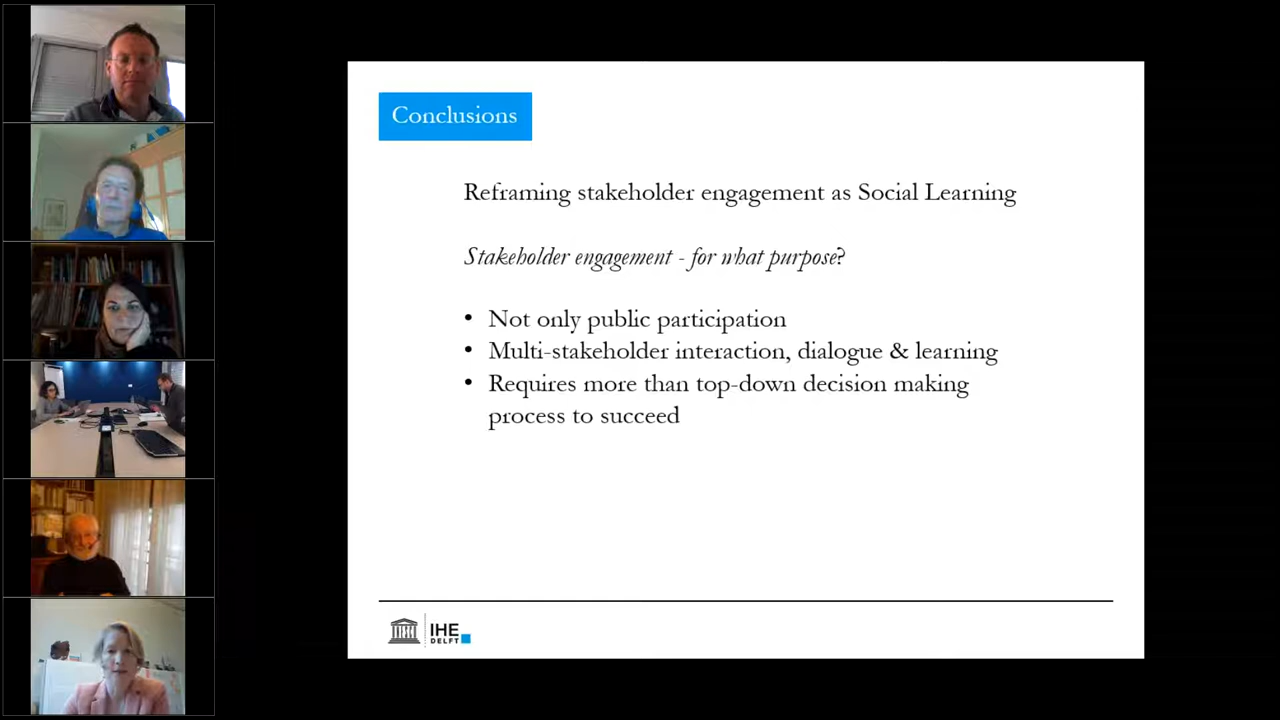 Conclusions
Reframing stakeholder engagement as Social Learning
Stakeholder engagement - for what purpose?
• Not only public participation
• Multi-stakeholder interaction, dialogue & learning
• Requires more than top-down decision making
process to succeed
IHE
DELFT